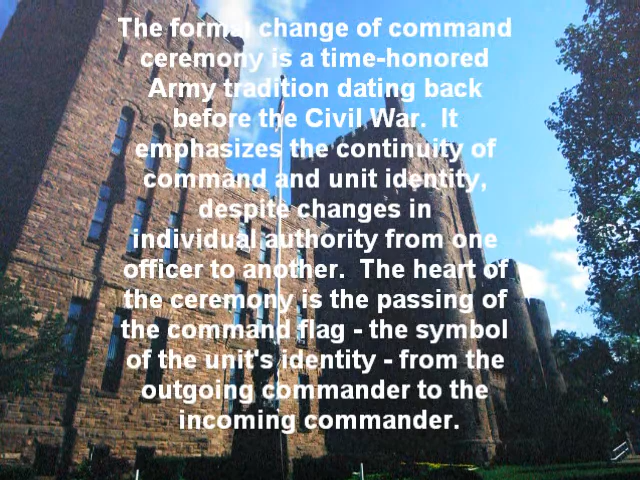 The formal change of command
ceremony is a time-honored
Army tradition dating back
before the Civil War.  It
emphasizes the continuity of
command and unit identity,
despite changes in
individual authority from one
officer to another.  The heart of
the ceremony is the passing of
the command flag - the symbol
of the unit's identity - from the
outgoing commander to the
incoming commander.